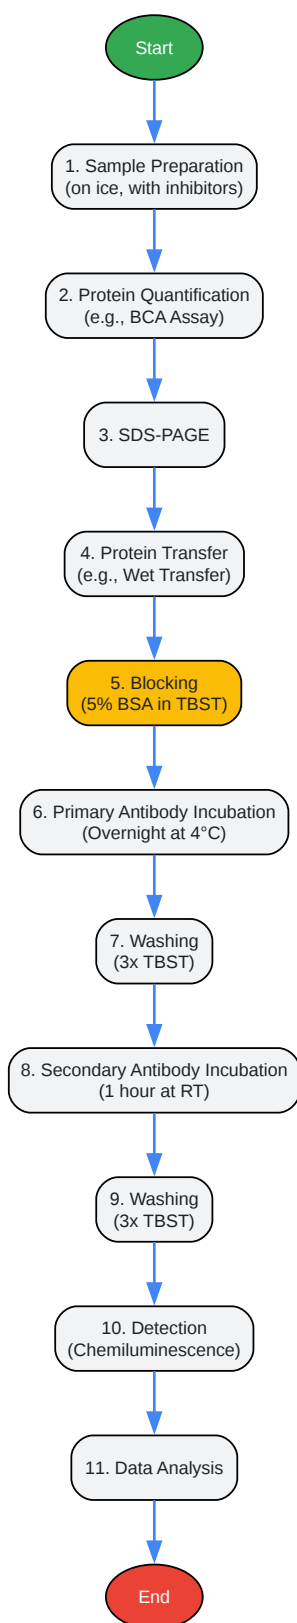 Start
1. Sample Preparation
(on ice, with inhibitors)
2. Protein Quantification
(e.g., BCA Assay)
3. SDS-PAGE
4. Protein Transfer
(e.g., Wet Transfer)
5. Blocking
(5% BSA in TBST)
6. Primary Antibody Incubation
(Overnight at 4°C)
7. Washing
(3x TBST)
8. Secondary Antibody Incubation
(1 hour at RT)
9. Washing
(3x TBST)
10. Detection
(Chemiluminescence)
11. Data Analysis
End